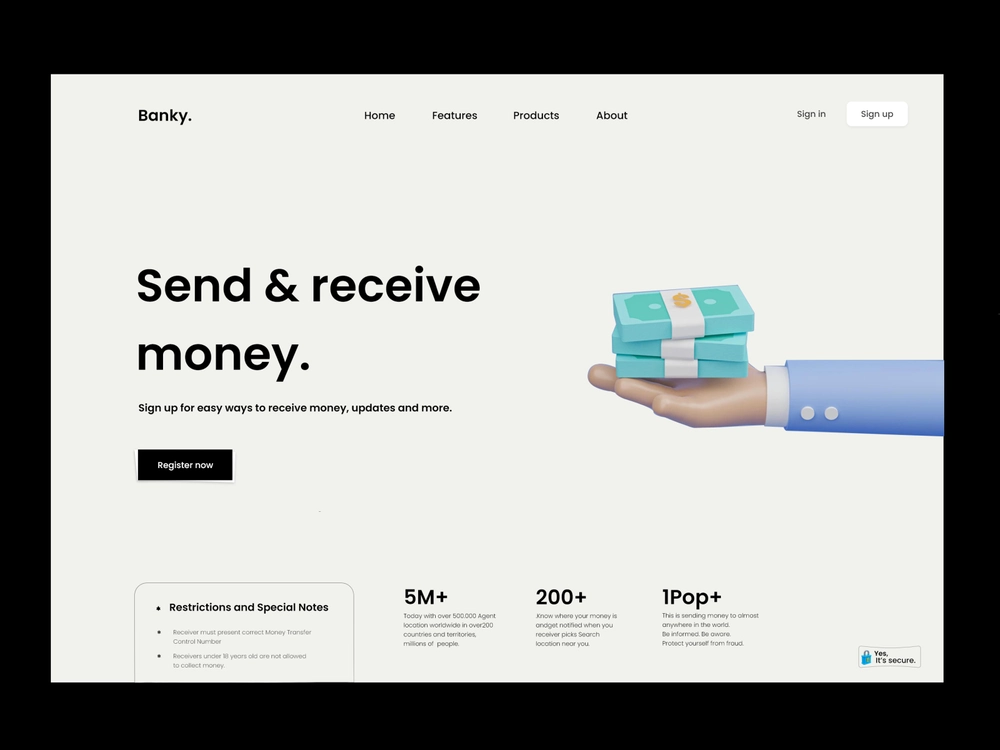 Banky.
Home Features Products About
Sign in Sign up
Send & receive
money.
Sign up for easy ways to receive money, updates and more.
Register now
Restrictions and Special Notes
Receiver must present correct Money Transfer
Control Number
Receivers under 18 years old are not allowed
to collect money.
5M+
Today with over 500.000 Agent
location worldwide in over200
countries and territories,
millions of people.
200+
Know where your money is
andget notified when you
receiver picks Search
location near you.
1Pop+
This is sending money to almost
anywhere in the world.
Be informed. Be aware.
Protect yourself from fraud.
Yes,
It's secure.